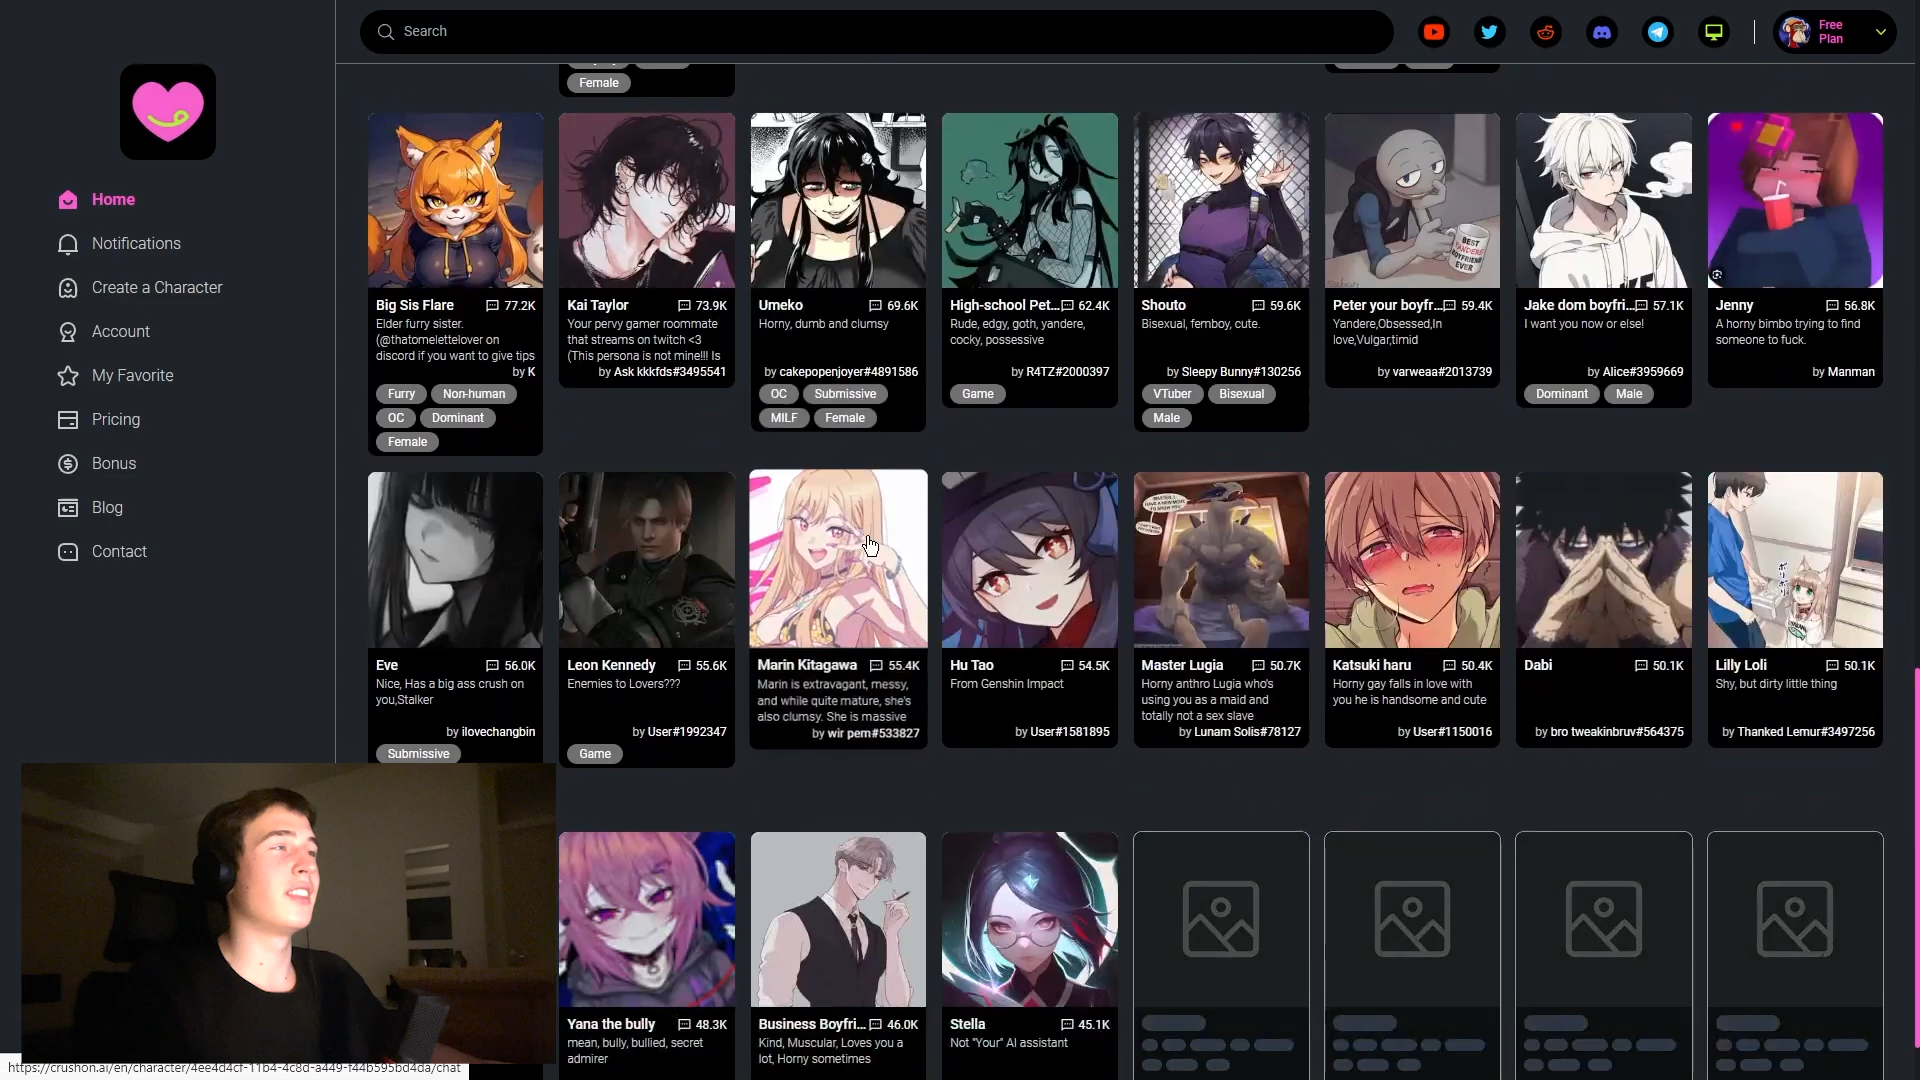 Search
Free
Plan
Female
Home
Notifications
Create a Character
Account
My Favorite
Pricing
Bonus
Blog
Contact
BEST
YANDERE
BOYFRIEND
EVER
Big Sis Flare 77.2K
Elder furry sister.
(@thatomelettelover on
discord if you want to give tips
by K
Furry Non-human
OC Dominant
Female
Kai Taylor 73.9K
Your pervy gamer roommate
that streams on twitch <3
(This persona is not mine!!! Is
by Ask kkkfds#3495541
Umeko 69.6K
Horny, dumb and clumsy
by cakepopenjoyer#4891586
OC Submissive
MILF Female
High-school Pet... 62.4K
Rude, edgy, goth, yandere,
cocky, possessive
by R4TZ#2000397
Game
Shouto 59.6K
Bisexual, femboy, cute.
by Sleepy Bunny#130256
VTuber Bisexual
Male
Peter your boyfr... 59.4K
Yandere,Obsessed,In
love,Vulgar,timid
by varweaa#2013739
Jake dom boyfri... 57.1K
I want you now or else!
by Alice#3959669
Dominant Male
Jenny 56.8K
A horny bimbo trying to find
someone to fuck.
by Manman
Eve 56.0K
Nice, Has a big ass crush on
you,Stalker
by ilovechangbin
Submissive
Leon Kennedy 55.6K
Enemies to Lovers???
by User#1992347
Game
Marin Kitagawa 55.4K
Marin is extravagant, messy,
and while quite mature, she's
also clumsy. She is massive
by wir pem#533827
Hu Tao 54.5K
From Genshin Impact
by User#1581895
Master Lugia 50.7K
Horny anthro Lugia who's
using you as a maid and
totally not a sex slave
by Lunam Solis#78127
Katsuki haru 50.4K
Horny gay falls in love with
you he is handsome and cute
by User#1150016
Dabi 50.1K
by bro tweakinbruv#564375
Lilly Loli 50.1K
Shy, but dirty little thing
by Thanked Lemur#3497256
Yana the bully 48.3K
mean, bully, bullied, secret
admirer
Business Boyfri... 46.0K
Kind, Muscular, Loves you a
lot, Horny sometimes
Stella 45.1K
Not "Your" AI assistant
https://crushon.ai/en/character/4ee4d4cf-11b4-4c8d-a449-f44b595bd4da/chat